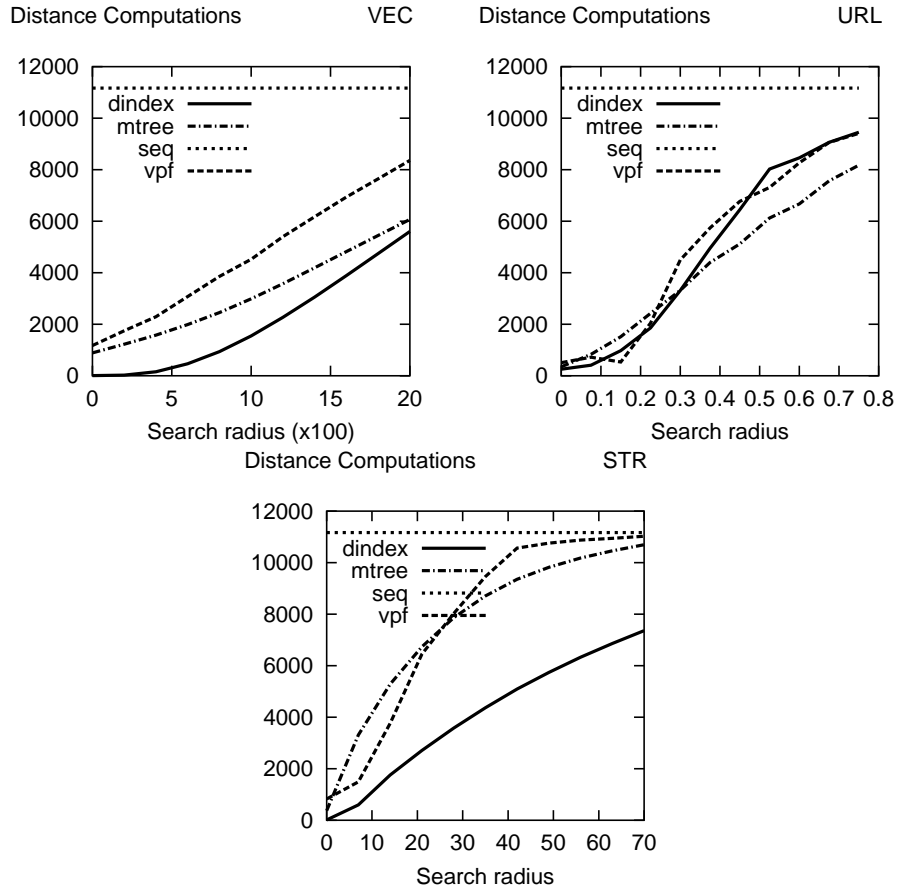 Distance Computations VEC
12000
10000
8000
6000
4000
2000
0
dindex
mtree
seq
vpf
0 5 10 15 20
Search radius (x100)
Distance Computations URL
12000
10000
8000
6000
4000
2000
0
dindex
mtree
seq
vpf
0 0.1 0.2 0.3 0.4 0.5 0.6 0.7 0.8
Search radius
Distance Computations STR
12000
10000
8000
6000
4000
2000
0
dindex
mtree
seq
vpf
0 10 20 30 40 50 60 70
Search radius